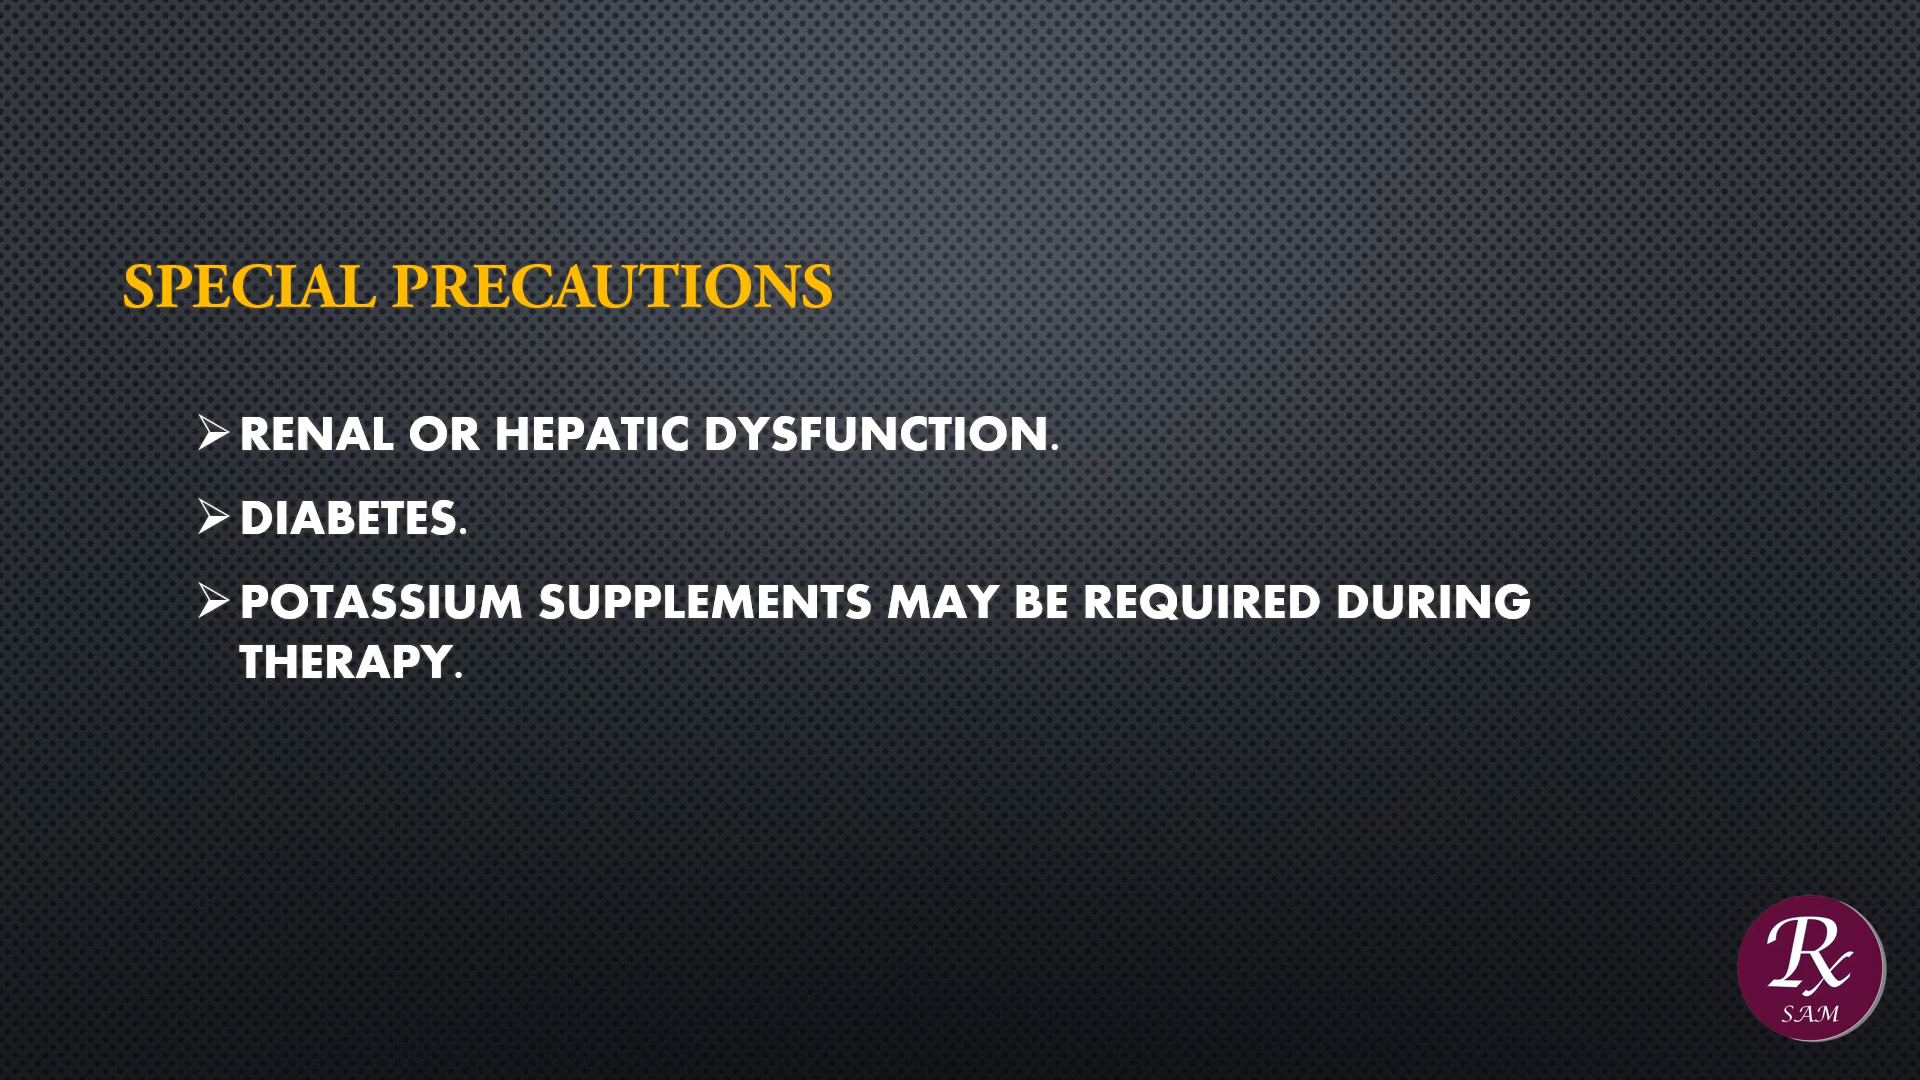 SPECIAL PRECAUTIONS
➢ RENAL OR HEPATIC DYSFUNCTION.
➢ DIABETES.
➢ POTASSIUM SUPPLEMENTS MAY BE REQUIRED DURING
THERAPY.
Rx
SAM